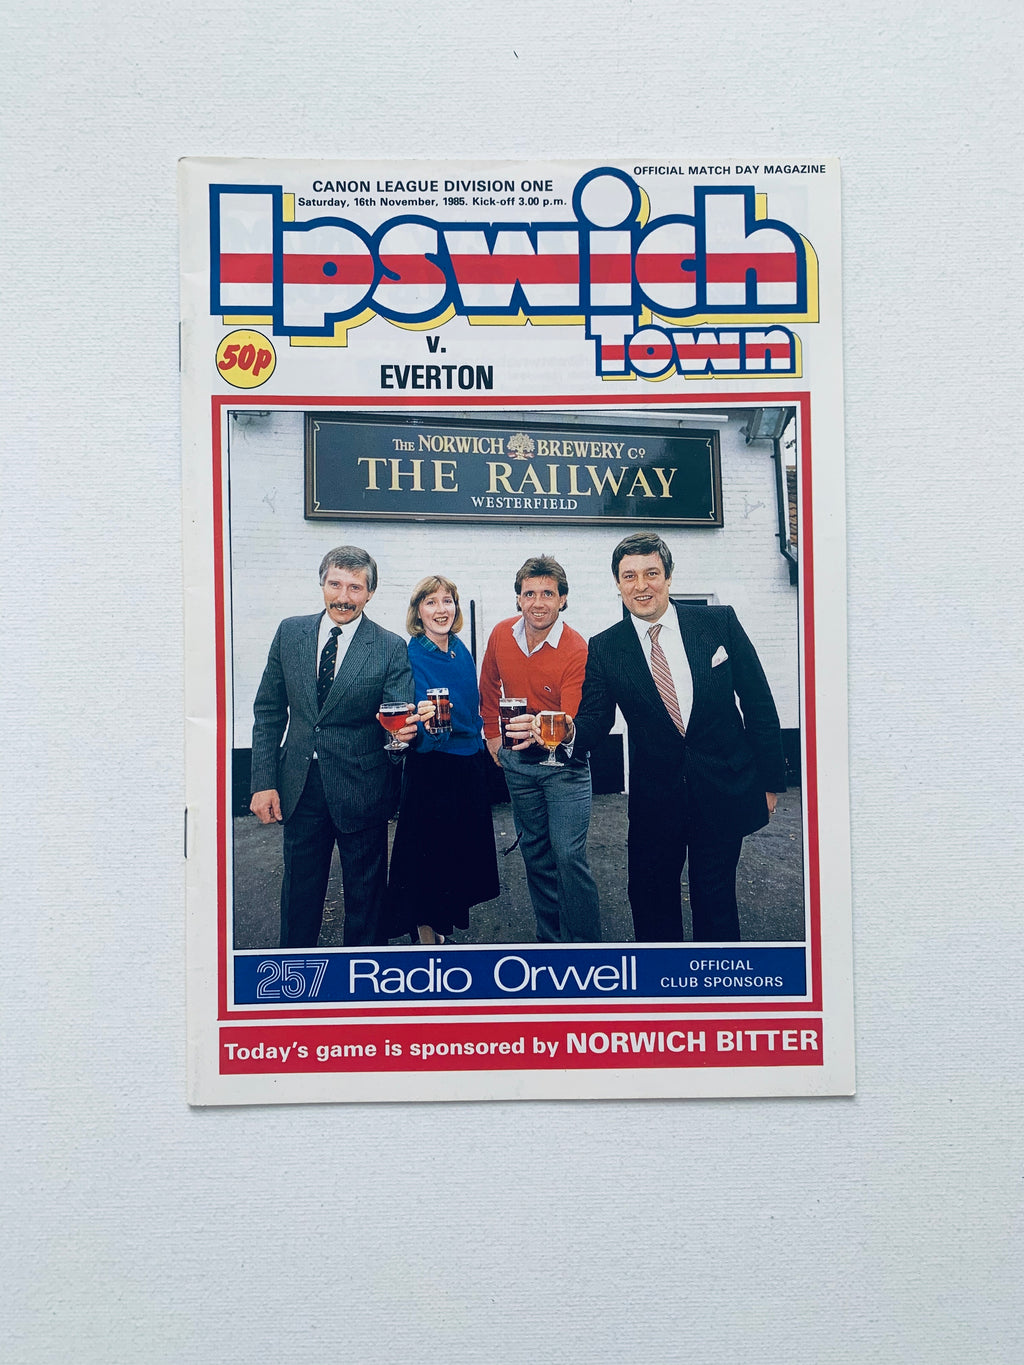 OFFICIAL MATCH DAY MAGAZINE
CANON LEAGUE DIVISION ONE
Saturday, 16th November, 1985. Kick-off 3.00 p.m.
Ipswich
Town
50p
v.
EVERTON
THE NORWICH BREWERY Co
THE RAILWAY
WESTERFIELD
257 Radio Orwell
OFFICIAL
CLUB SPONSORS
Today's game is sponsored by NORWICH BITTER